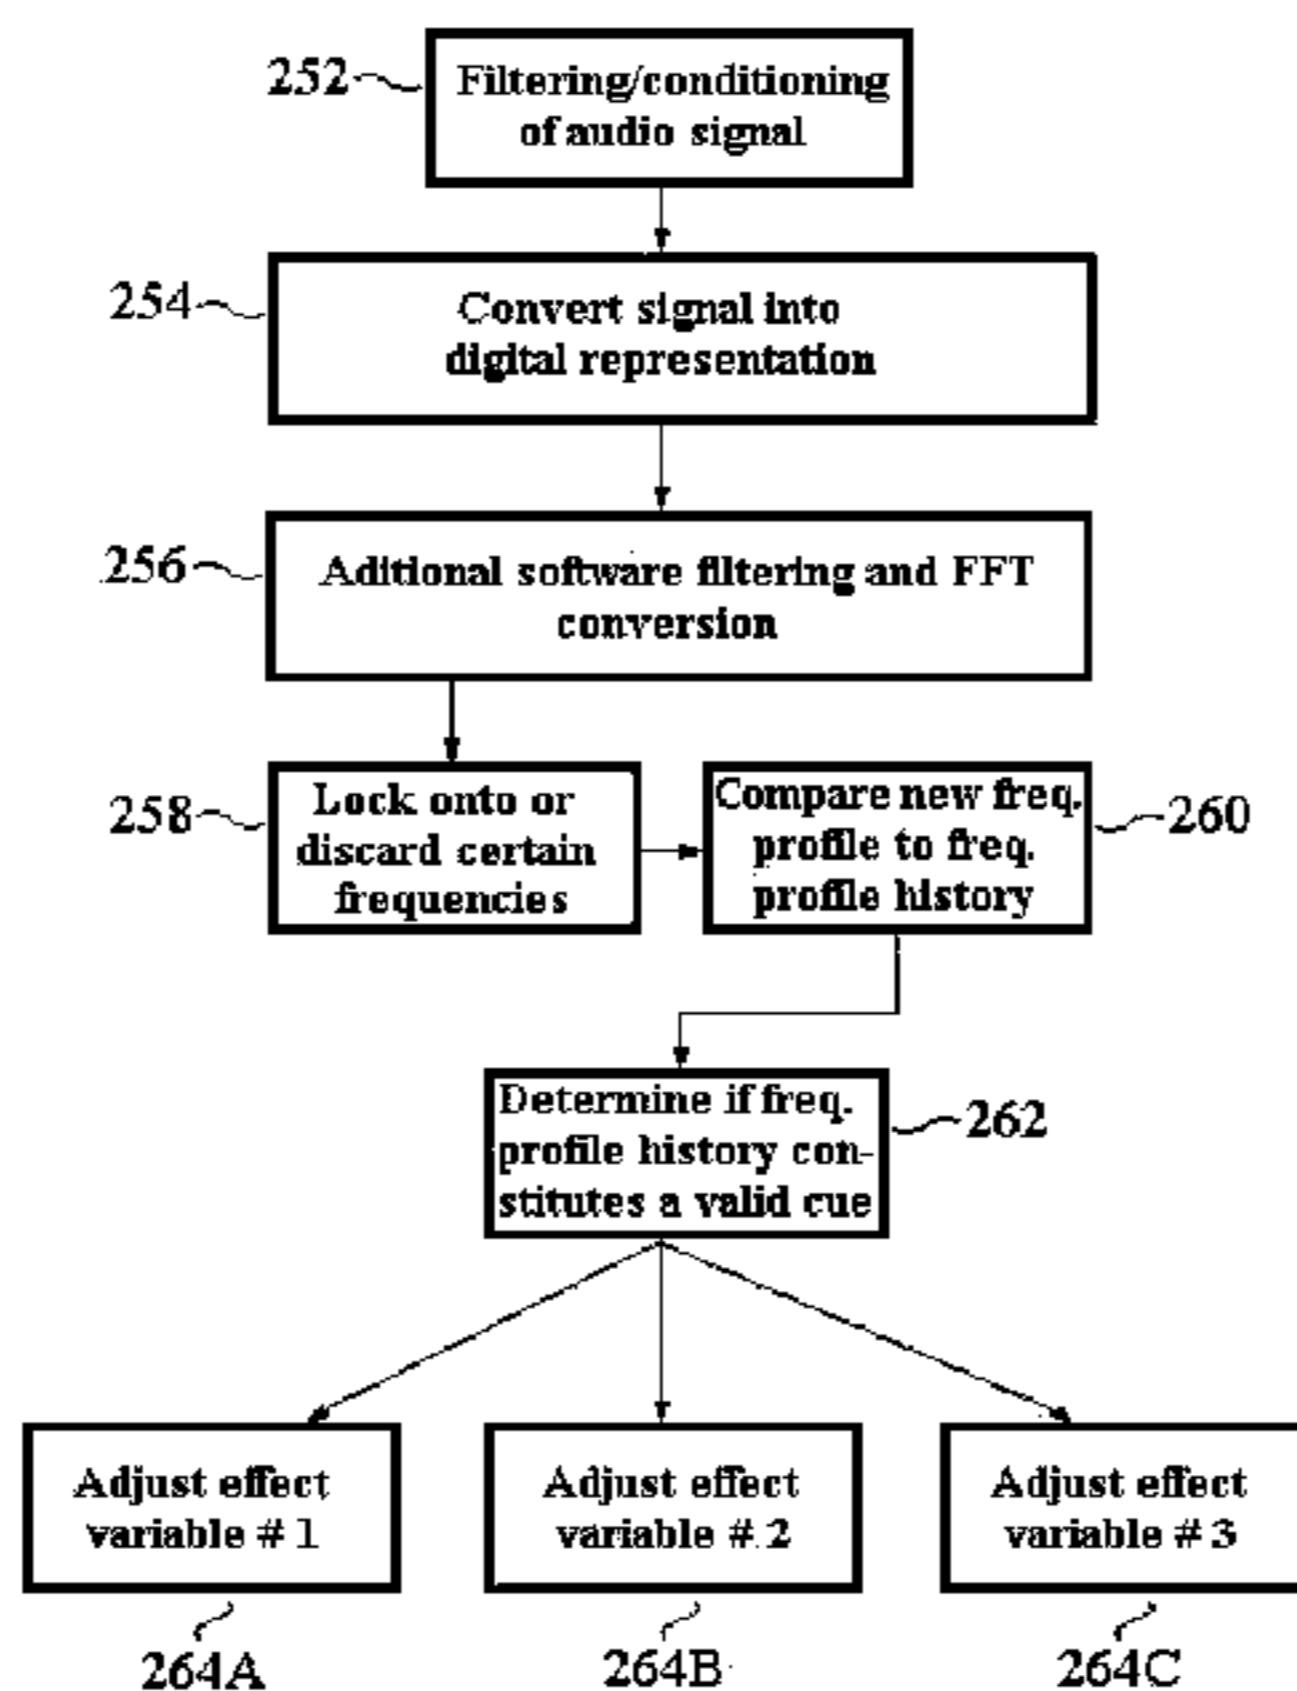 252
Filtering/conditioning
of audio signal
254
Convert signal into
digital representation
256
Aditional software filtering and FFT
conversion
258
Lock onto or
discard certain
frequencies
Compare new freq.
profile to freq.
profile history
260
Determine if freq.
profile history con-
stitutes a valid cue
262
Adjust effect
variable # 1
Adjust effect
variable # 2
Adjust effect
variable # 3
264A
264B
264C